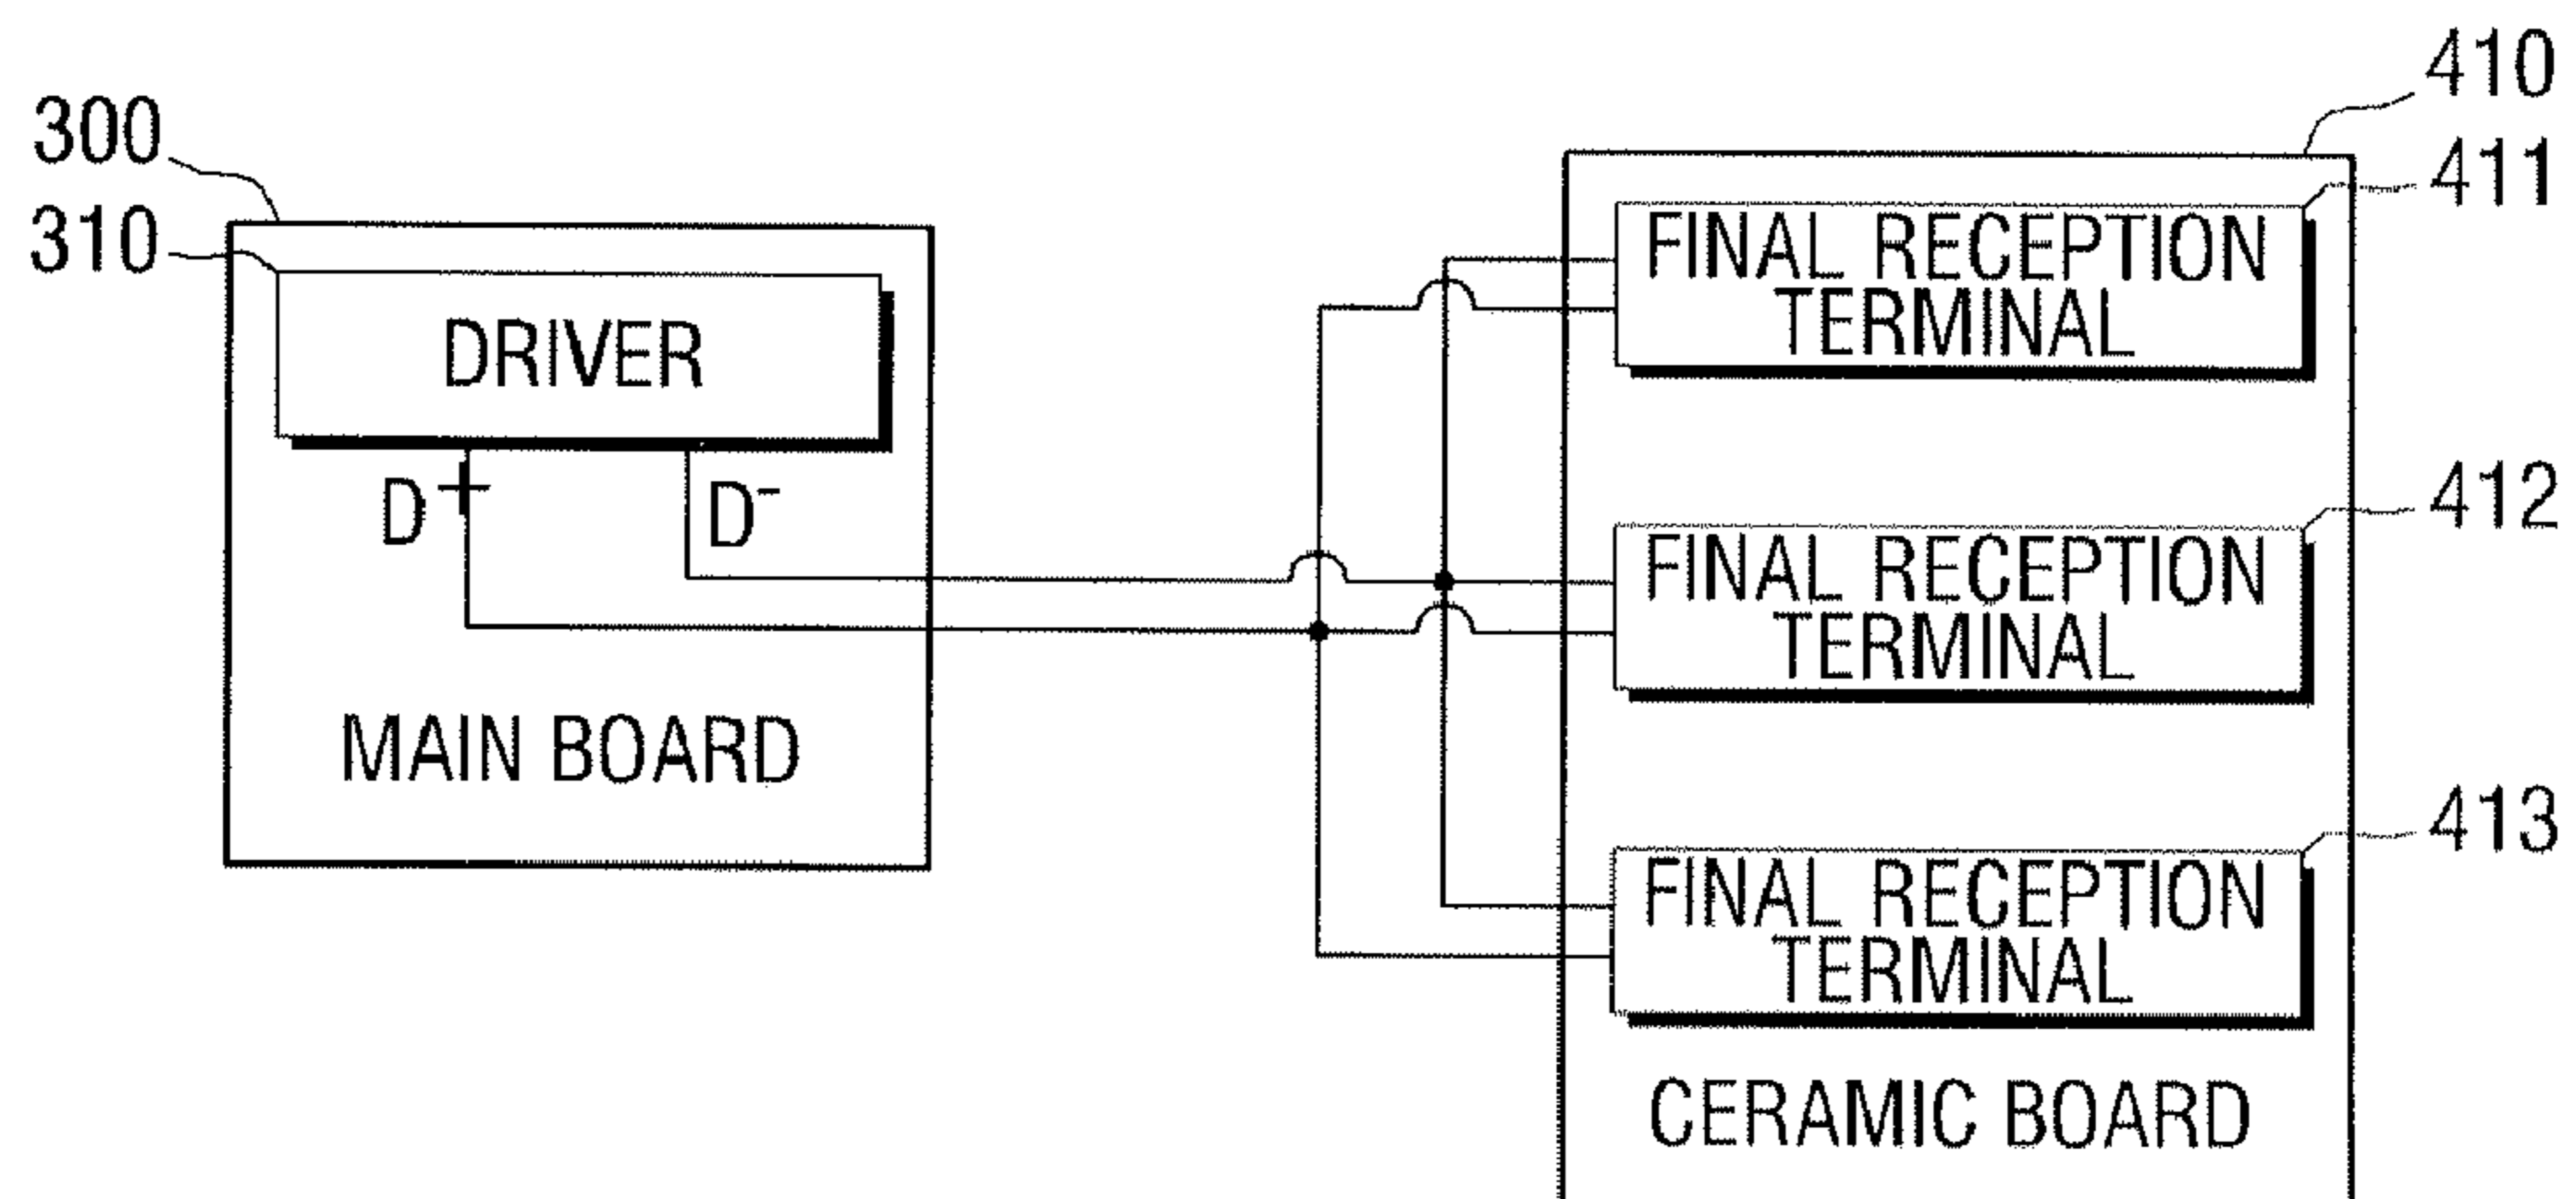 300
310
DRIVER
D+
D-
MAIN BOARD
410
411
FINAL RECEPTION
TERMINAL
412
FINAL RECEPTION
TERMINAL
413
FINAL RECEPTION
TERMINAL
CERAMIC BOARD